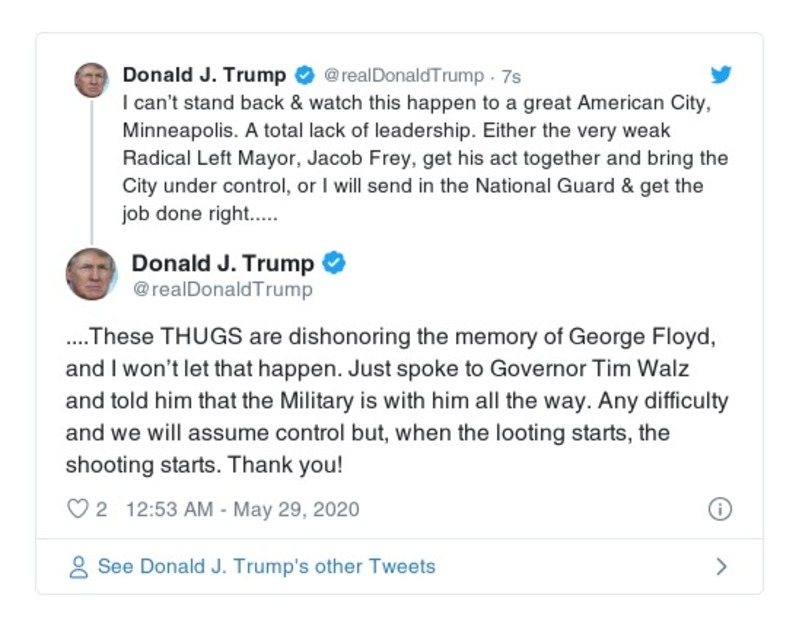 Donald J. Trump @realDonaldTrump · 7s
I can't stand back & watch this happen to a great American City,
Minneapolis. A total lack of leadership. Either the very weak
Radical Left Mayor, Jacob Frey, get his act together and bring the
City under control, or I will send in the National Guard & get the
job done right.....
Donald J. Trump
@realDonaldTrump
....These THUGS are dishonoring the memory of George Floyd,
and I won't let that happen. Just spoke to Governor Tim Walz
and told him that the Military is with him all the way. Any difficulty
and we will assume control but, when the looting starts, the
shooting starts. Thank you!
2 12:53 AM - May 29, 2020
See Donald J. Trump's other Tweets